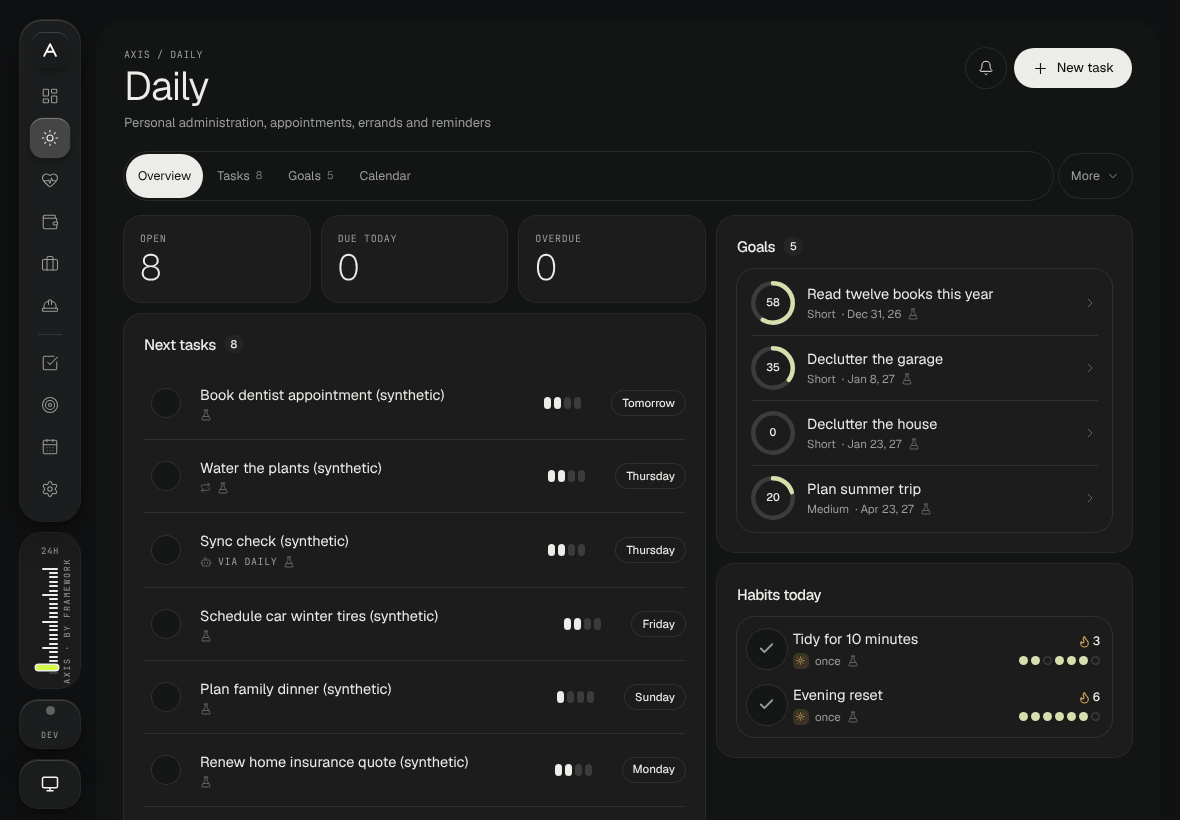 AXIS / DAILY
Daily
Personal administration, appointments, errands and reminders
New task
Overview
Tasks 8
Goals 5
Calendar
More
OPEN
8
DUE TODAY
0
OVERDUE
0
Next tasks 8
Book dentist appointment (synthetic)
Tomorrow
Water the plants (synthetic)
Thursday
Sync check (synthetic)
VIA DAILY
Thursday
Schedule car winter tires (synthetic)
Friday
Plan family dinner (synthetic)
Sunday
Renew home insurance quote (synthetic)
Monday
Goals 5
58
Read twelve books this year
Short · Dec 31, 26
35
Declutter the garage
Short · Jan 8, 27
0
Declutter the house
Short · Jan 23, 27
20
Plan summer trip
Medium · Apr 23, 27
Habits today
Tidy for 10 minutes
3
once
Evening reset
6
once
24H
AXIS · BY FRAMEWORK
DEV